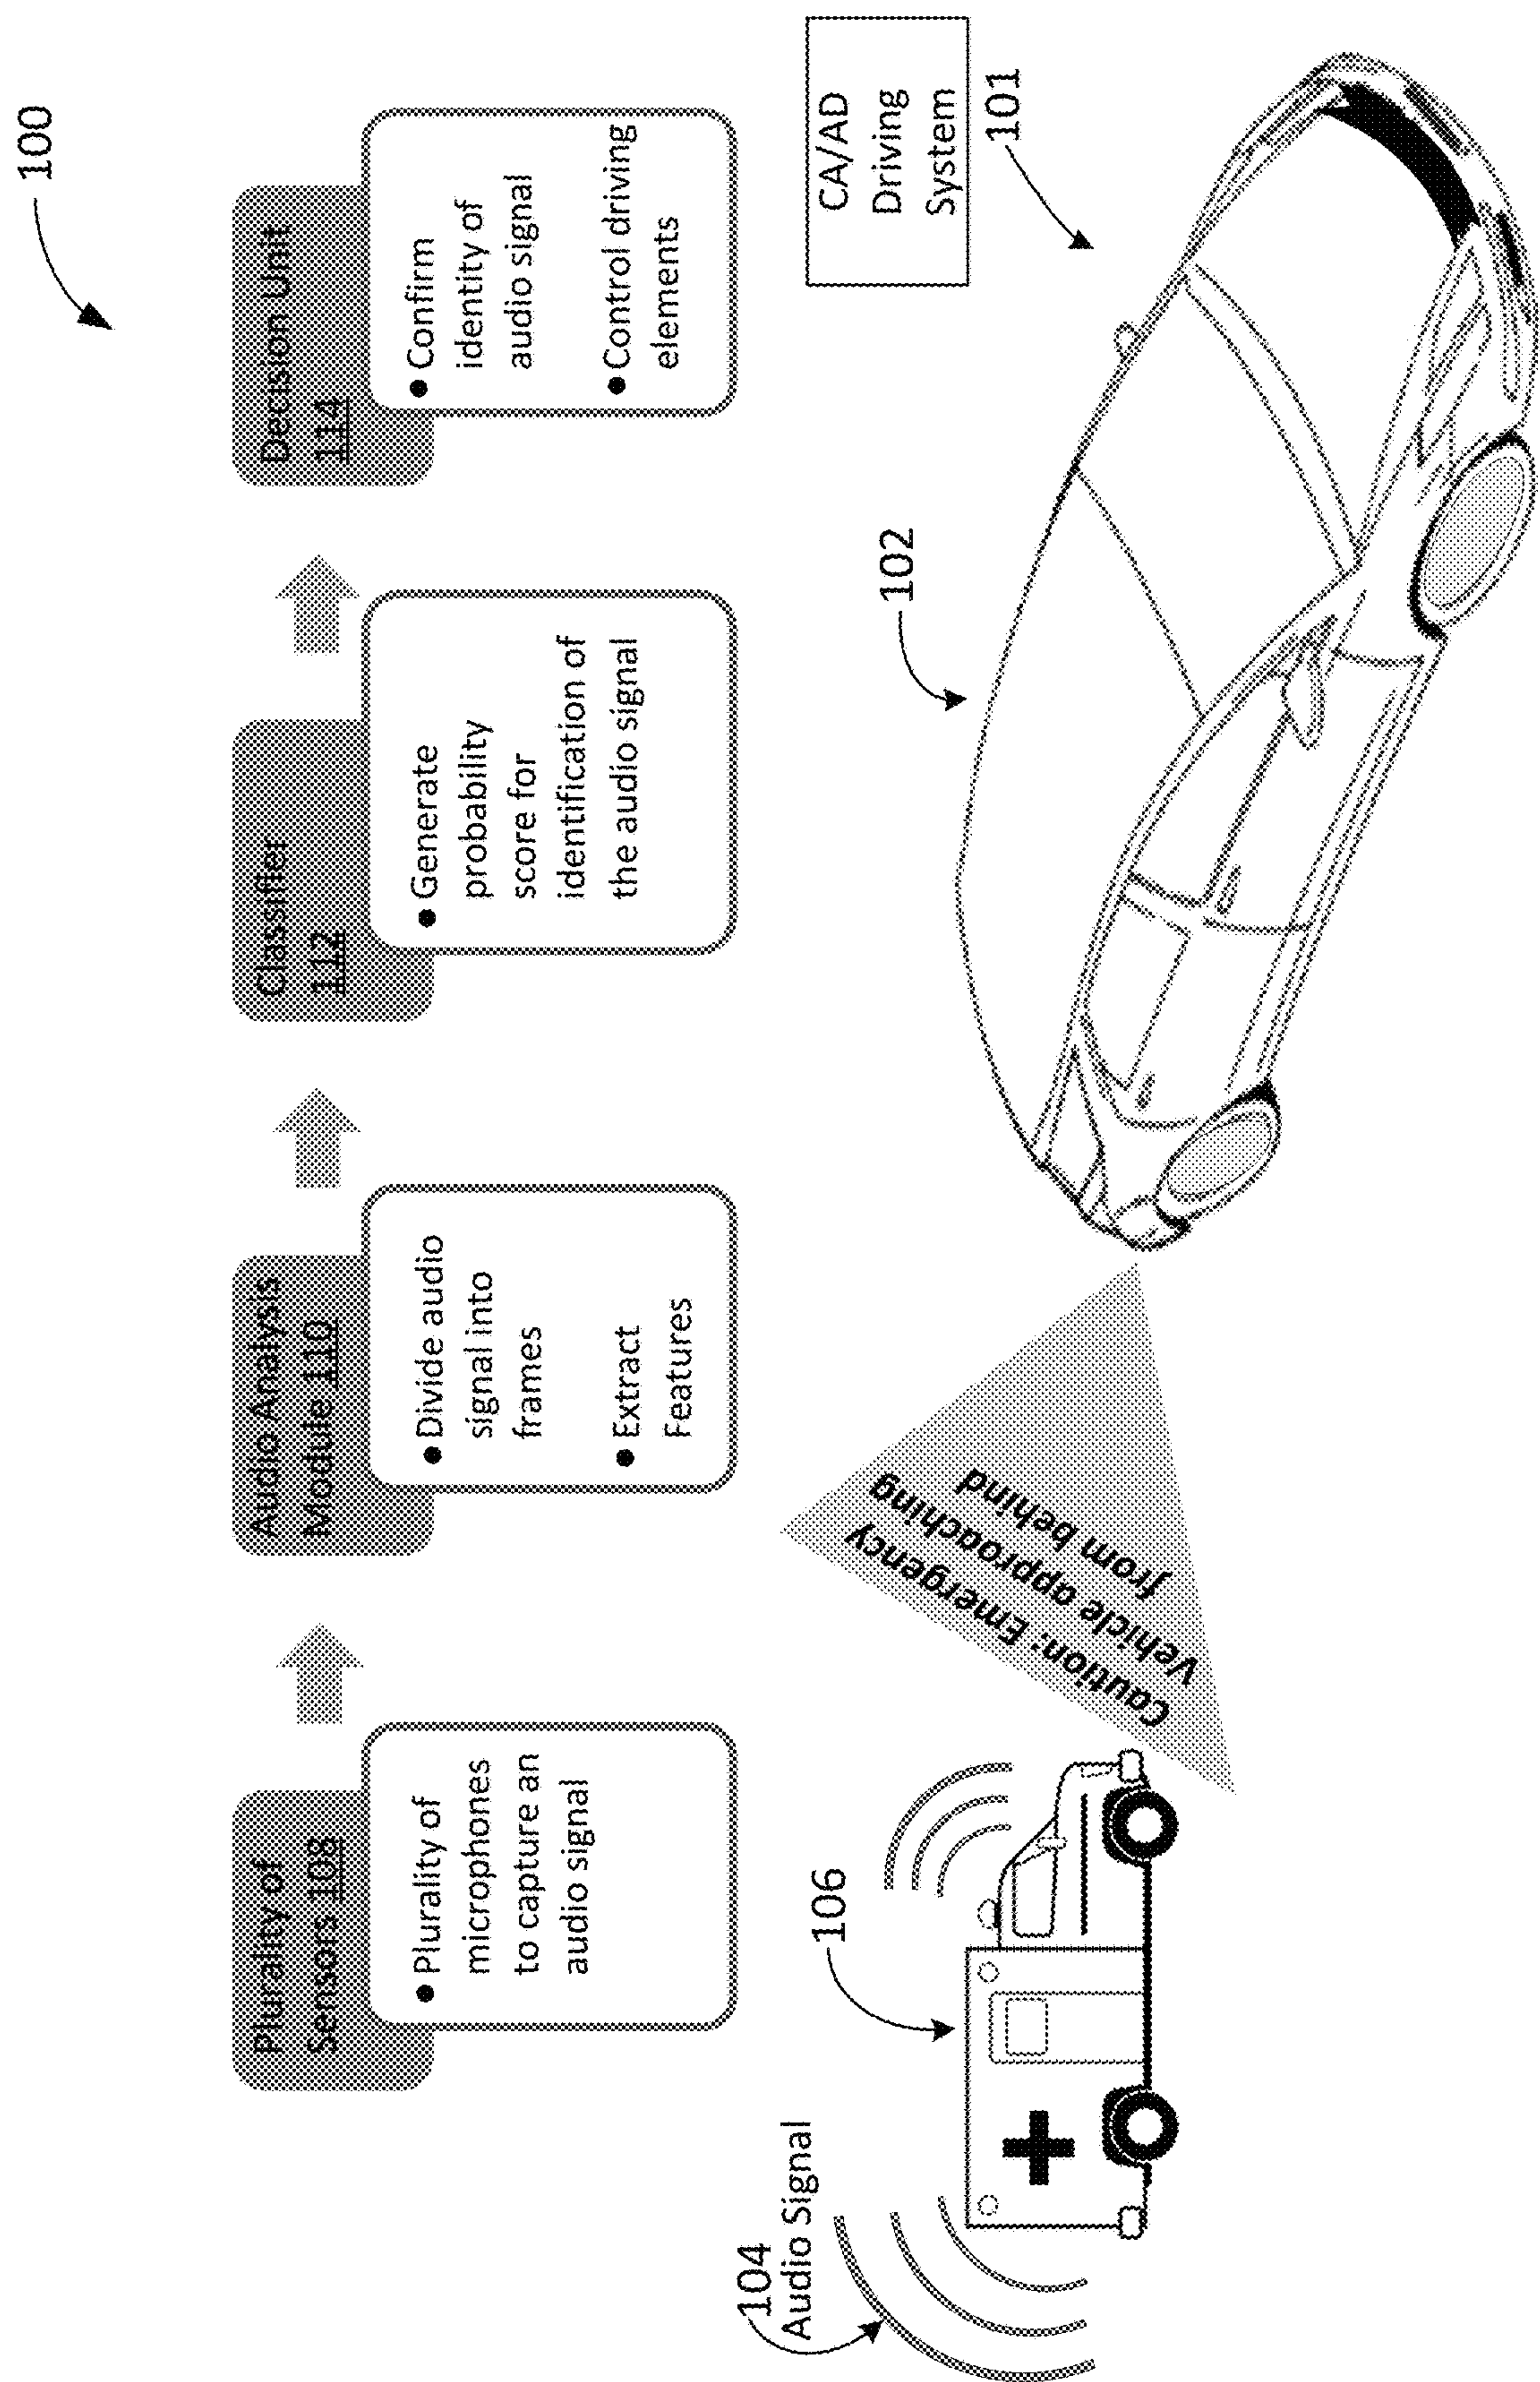 100
Plurality of
Sensors 108
• Plurality of
microphones
to capture an
audio signal
Audio Analysis
Module 110
• Divide audio
signal into
frames
• Extract
Features
Classifier
112
• Generate
probability
score for
identification of
the audio signal
Decision Unit
114
• Confirm
identity of
audio signal
• Control driving
elements
104
Audio Signal
106
Caution: Emergency
Vehicle approaching
from behind
102
CA/AD
Driving
System
101